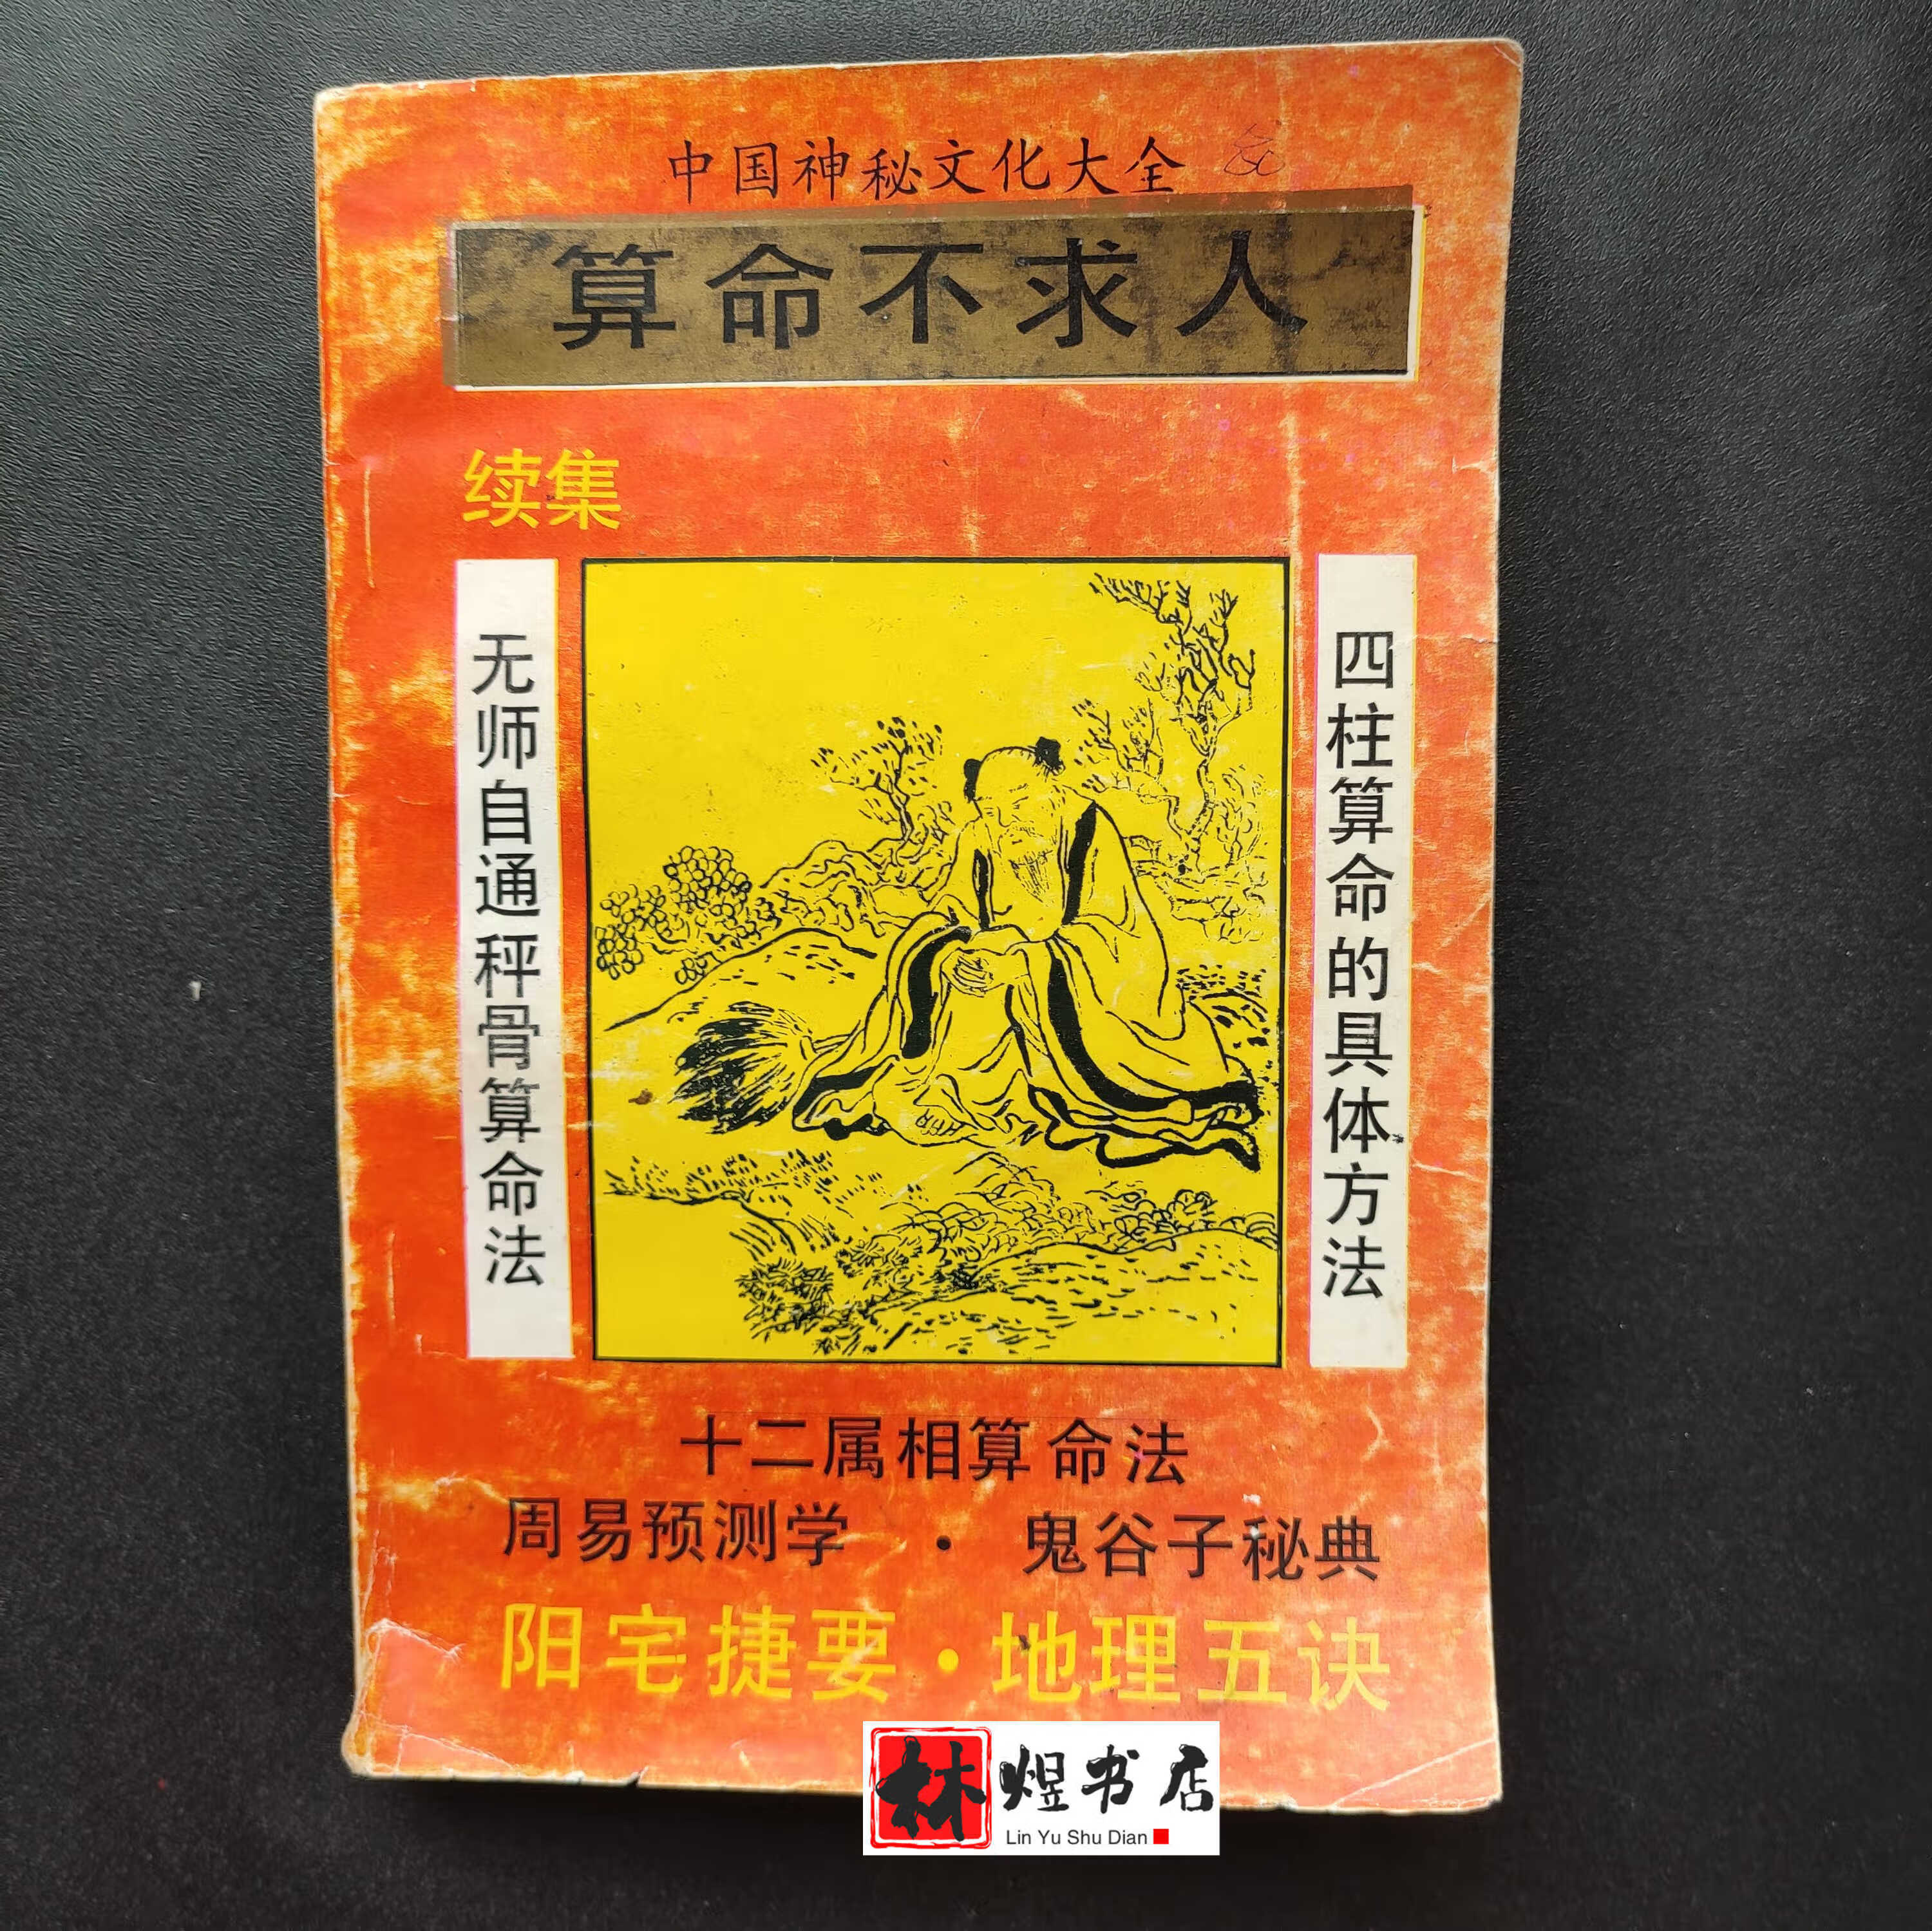 中国神秘文化大全
算命不求人
续集
无师自通秤骨算命法
四柱算命的具体方法
十二属相算命法
周易预测学 · 鬼谷子秘典
阳宅捷要·地理五诀
林煜书店
Lin Yu Shu Dian